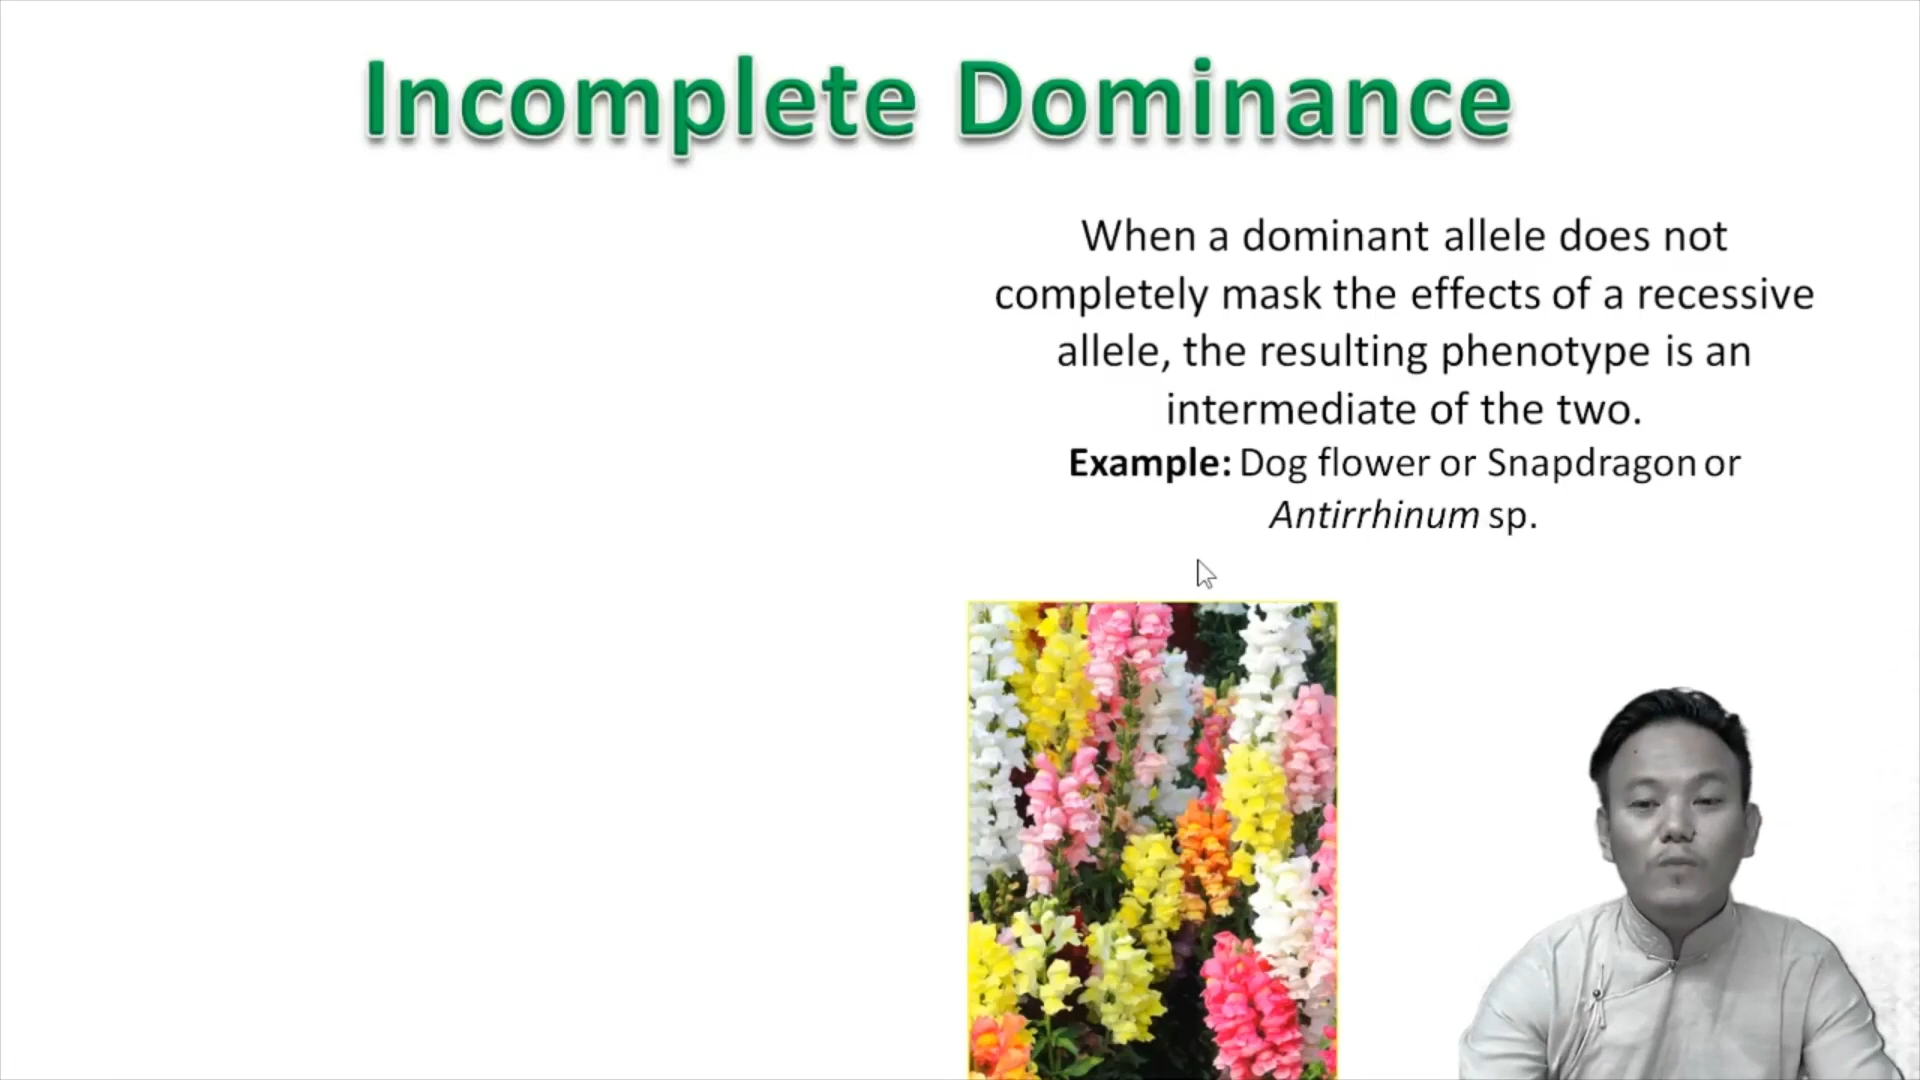 Incomplete Dominance
When a dominant allele does not
completely mask the effects of a recessive
allele, the resulting phenotype is an
intermediate of the two.
Example: Dog flower or Snapdragon or
Antirrhinum sp.